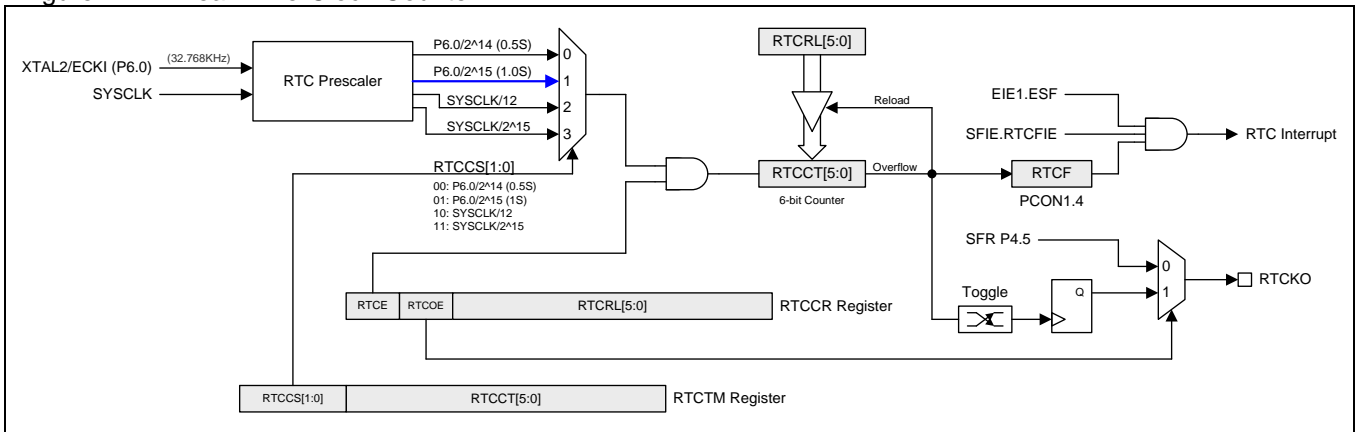 RTCRL[5:0]
P6.0/2^14 (0.5S)
0
XTAL2/ECKI (P6.0)
(32.768KHz)
RTC Prescaler
P6.0/2^15 (1.0S)
1
SYSCLK
SYSCLK/12
2
SYSCLK/2^15
3
Reload
EIE1.ESF
SFIE.RTCFIE
RTC Interrupt
RTCCS[1:0]
00: P6.0/2^14 (0.5S)
01: P6.0/2^15 (1S)
10: SYSCLK/12
11: SYSCLK/2^15
RTCCT[5:0]
Overflow
RTCF
6-bit Counter
PCON1.4
SFR P4.5
0
1
RTCKO
Toggle
Q
RTCE
RTCOE
RTCRL[5:0]
RTCCR Register
RTCCS[1:0]
RTCCT[5:0]
RTCTM Register